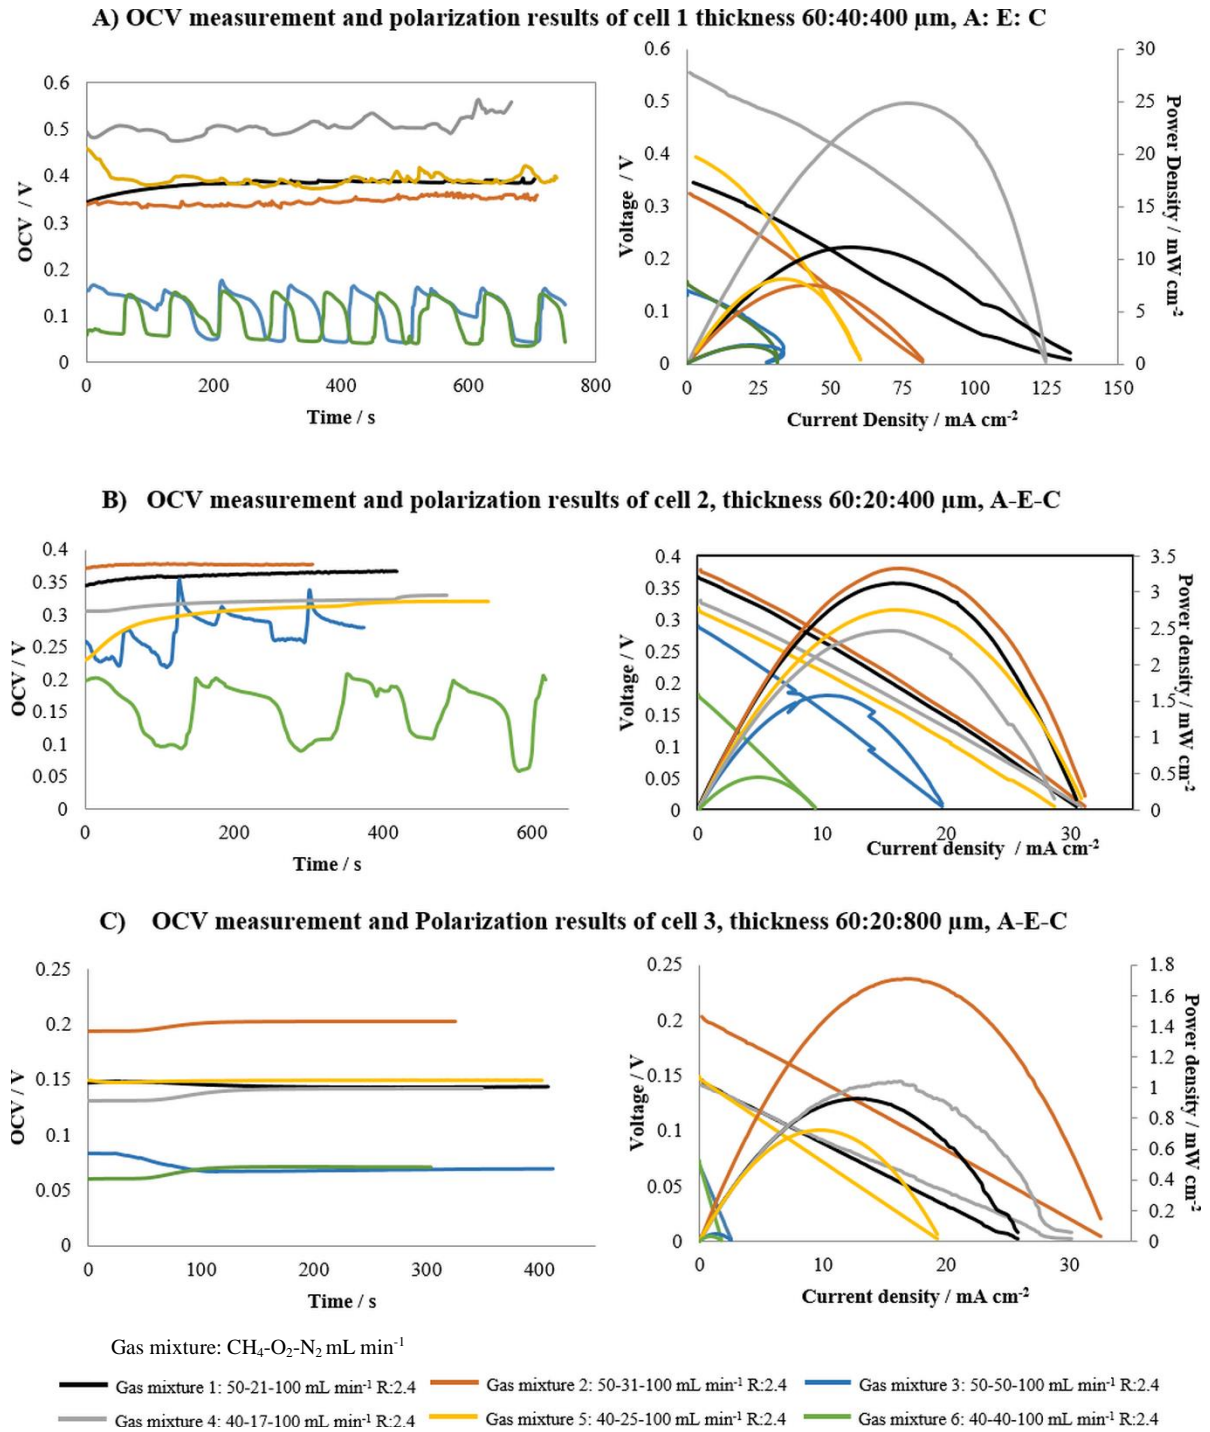 A) OCV measurement and polarization results of cell 1 thickness 60:40:400 µm, A: E: C
0.6
0.5
0.4
0.3
0.2
0.1
0
OCV / V
0 200 400 600 800
Time / s
0.6
0.5
0.4
0.3
0.2
0.1
0
Voltage / V
30
25
20
15
10
5
0
Power Density / mW cm-2
0 25 50 75 100 125 150
Current Density / mA cm-2
B) OCV measurement and polarization results of cell 2, thickness 60:20:400 µm, A-E-C
0.4
0.35
0.3
0.25
0.2
0.15
0.1
0.05
0
OCV / V
0 200 400 600
Time / s
0.4
0.35
0.3
0.25
0.2
0.15
0.1
0.05
0
Voltage / V
3.5
3
2.5
2
1.5
1
0.5
0
Power density / mW cm-2
0 10 20 30
Current density / mA cm-2
C) OCV measurement and Polarization results of cell 3, thickness 60:20:800 µm, A-E-C
0.25
0.2
0.15
0.1
0.05
0
OCV / V
0 100 200 300 400
Time / s
0.25
0.2
0.15
0.1
0.05
0
Voltage / V
1.8
1.6
1.4
1.2
1
0.8
0.6
0.4
0.2
0
Power density / mW cm-2
0 10 20 30
Current density / mA cm-2
Gas mixture: CH4-O2-N2 mL min-1
Gas mixture 1: 50-21-100 mL min-1 R:2.4 Gas mixture 2: 50-31-100 mL min-1 R:2.4 Gas mixture 3: 50-50-100 mL min-1 R:2.4
Gas mixture 4: 40-17-100 mL min-1 R:2.4 Gas mixture 5: 40-25-100 mL min-1 R:2.4 Gas mixture 6: 40-40-100 mL min-1 R:2.4